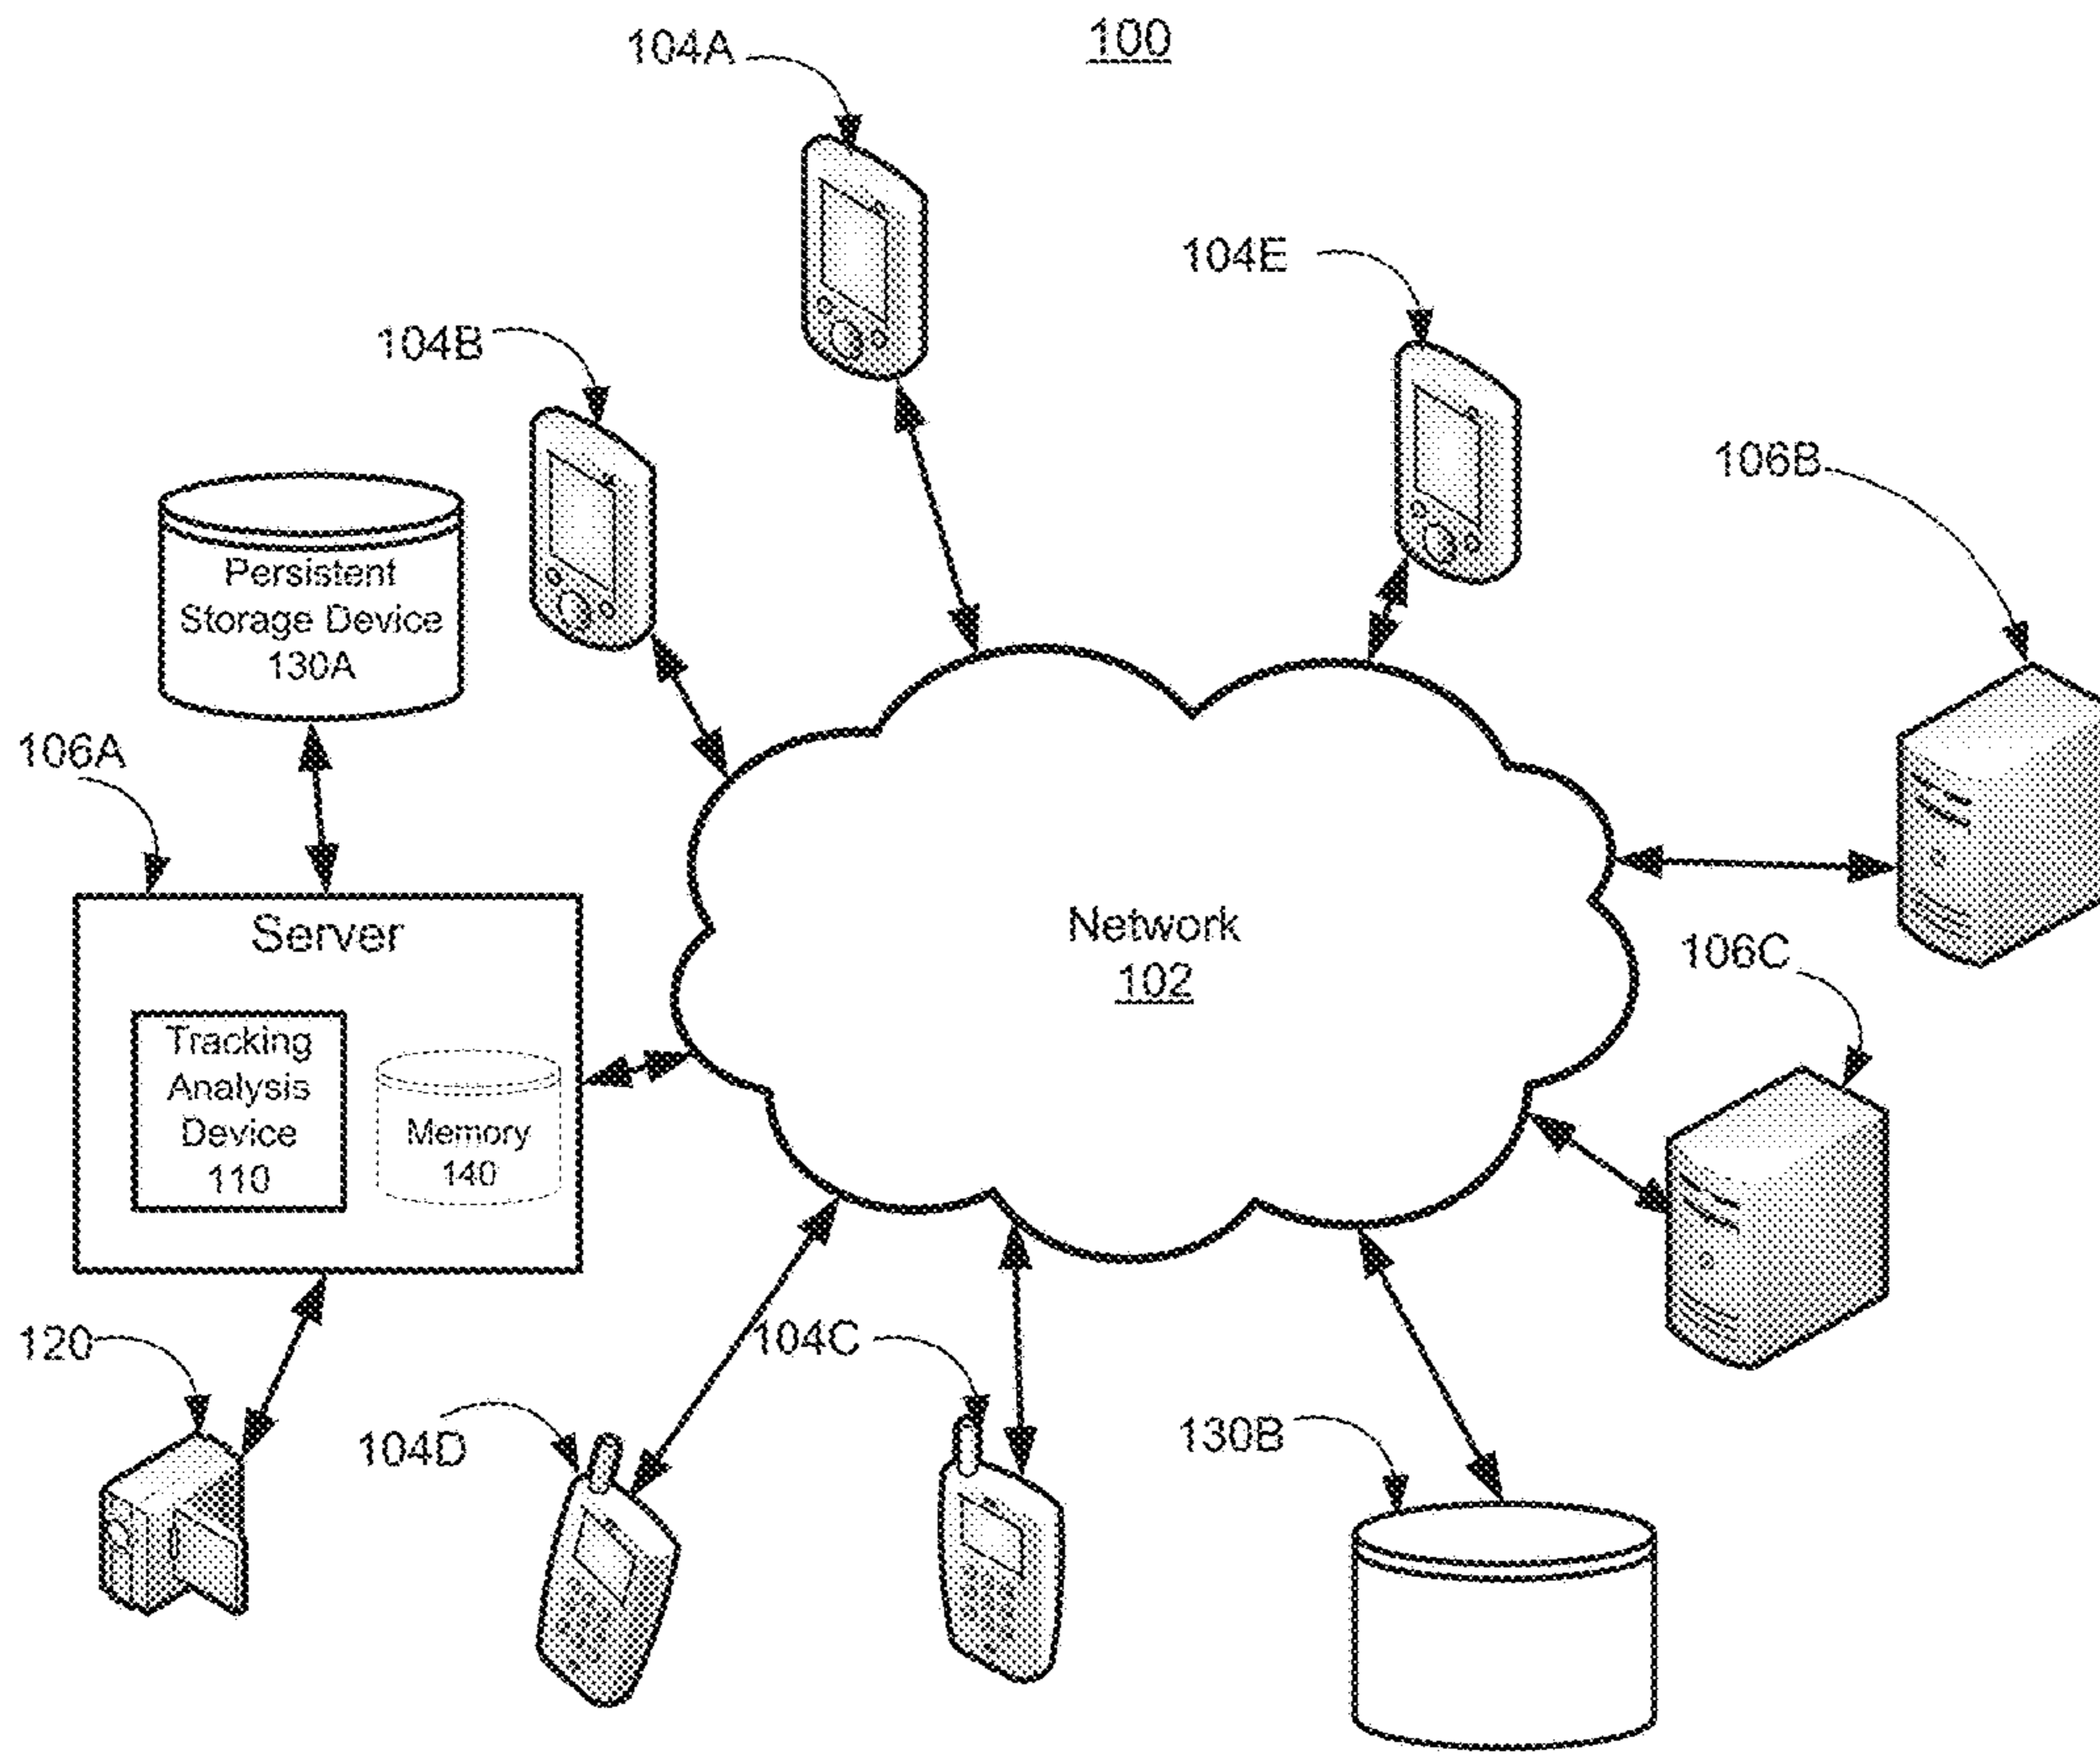 100
104A
104E
104B
106B
Persistent
Storage Device
130A
106A
Server
Network
102
106C
Tracking
Analysis
Device
110
Memory
140
120
104C
104D
130B